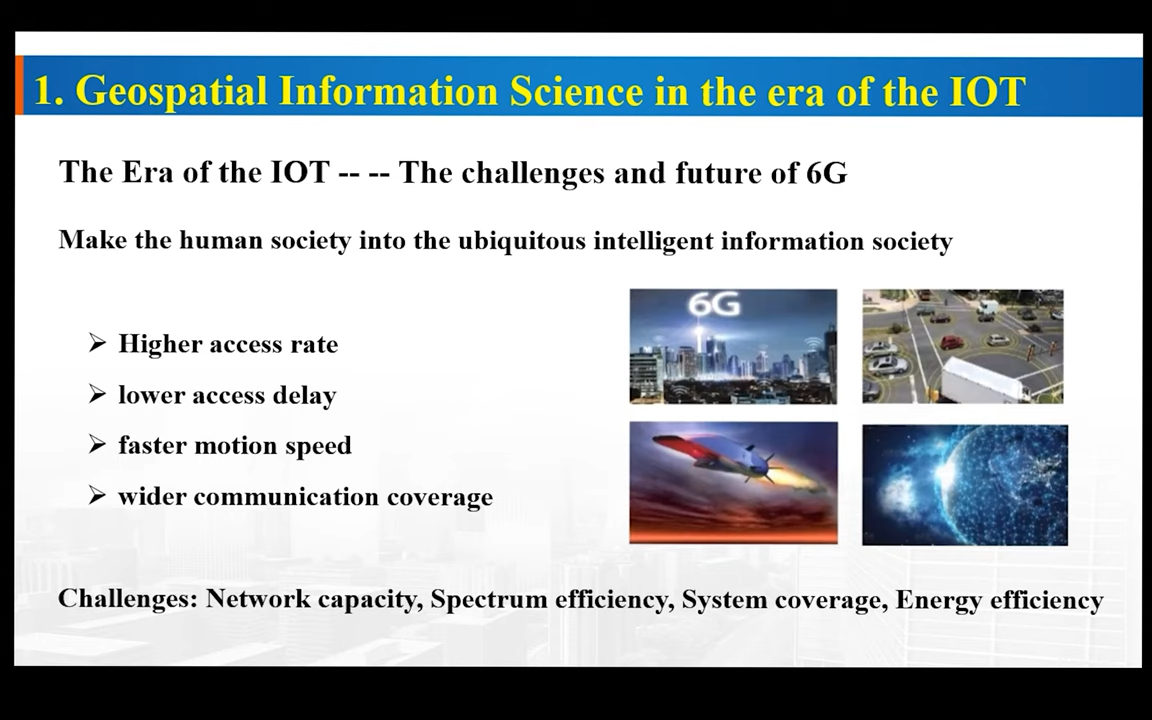 1. Geospatial Information Science in the era of the IOT
The Era of the IOT -- -- The challenges and future of 6G
Make the human society into the ubiquitous intelligent information society
➢ Higher access rate
➢ lower access delay
➢ faster motion speed
➢ wider communication coverage
6G
Challenges: Network capacity, Spectrum efficiency, System coverage, Energy efficiency